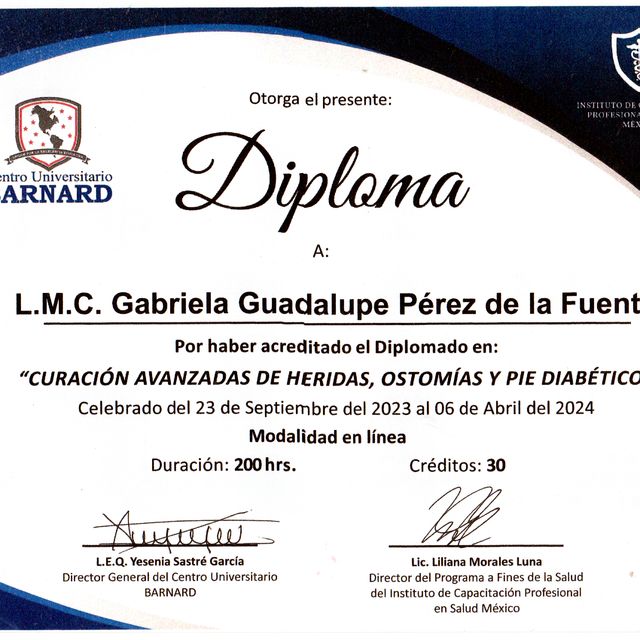 Otorga el presente:
Centro Universitario
BARNARD
INSTITUTO DE
PROFESIONA
MÉX
Diploma
A:
L.M.C. Gabriela Guadalupe Pérez de la Fuent
Por haber acreditado el Diplomado en:
“CURACIÓN AVANZADAS DE HERIDAS, OSTOMÍAS Y PIE DIABÉTICO
Celebrado del 23 de Septiembre del 2023 al 06 de Abril del 2024
Modalidad en línea
Duración: 200 hrs.
Créditos: 30
L.E.Q. Yesenia Sastré García
Director General del Centro Universitario
BARNARD
Lic. Liliana Morales Luna
Director del Programa a Fines de la Salud
del Instituto de Capacitación Profesional
en Salud México